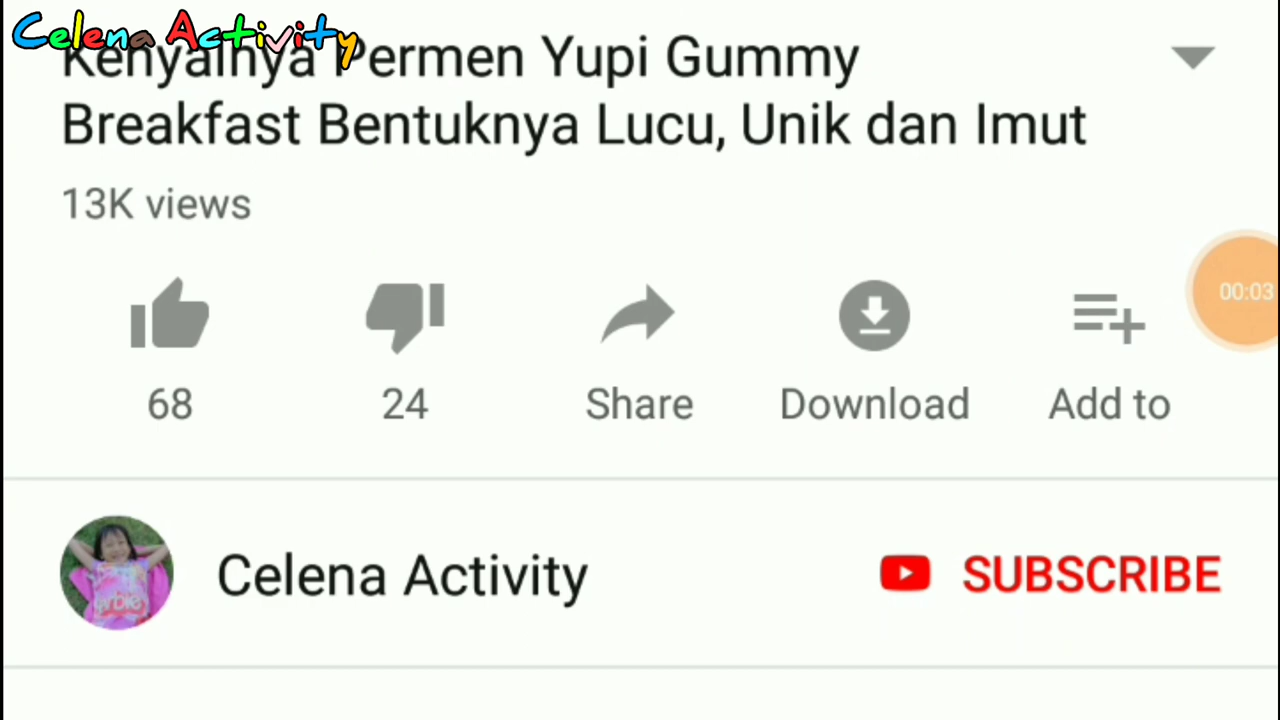 Celena Activity
Kenyalnya Permen Yupi Gummy
Breakfast Bentuknya Lucu, Unik dan Imut
13K views
00:03
68
24
Share
Download
Add to
Celena Activity
SUBSCRIBE